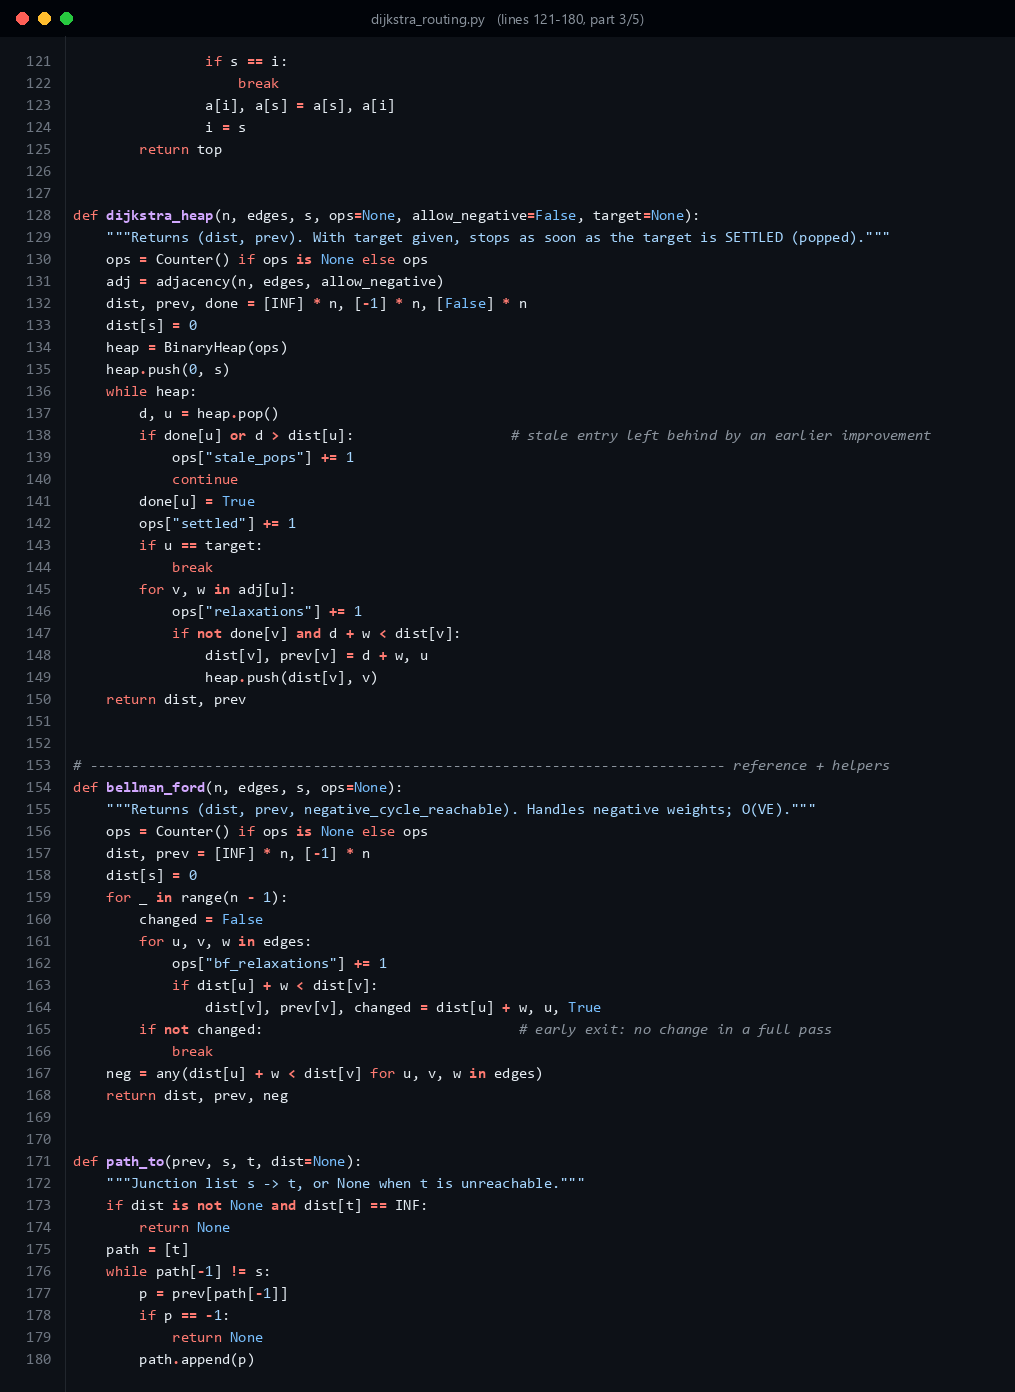 dijkstra_routing.py (lines 121-180, part 3/5)
121                 if s == i:
122                     break
123                 a[i], a[s] = a[s], a[i]
124                 i = s
125         return top
126
127
128 def dijkstra_heap(n, edges, s, ops=None, allow_negative=False, target=None):
129     """Returns (dist, prev). With target given, stops as soon as the target is SETTLED (popped)."""
130     ops = Counter() if ops is None else ops
131     adj = adjacency(n, edges, allow_negative)
132     dist, prev, done = [INF] * n, [-1] * n, [False] * n
133     dist[s] = 0
134     heap = BinaryHeap(ops)
135     heap.push(0, s)
136     while heap:
137         d, u = heap.pop()
138         if done[u] or d > dist[u]:                   # stale entry left behind by an earlier improvement
139             ops["stale_pops"] += 1
140             continue
141         done[u] = True
142         ops["settled"] += 1
143         if u == target:
144             break
145         for v, w in adj[u]:
146             ops["relaxations"] += 1
147             if not done[v] and d + w < dist[v]:
148                 dist[v], prev[v] = d + w, u
149                 heap.push(dist[v], v)
150     return dist, prev
151
152
153 # ----------------------------------------------------------------------------- reference + helpers
154 def bellman_ford(n, edges, s, ops=None):
155     """Returns (dist, prev, negative_cycle_reachable). Handles negative weights; O(VE)."""
156     ops = Counter() if ops is None else ops
157     dist, prev = [INF] * n, [-1] * n
158     dist[s] = 0
159     for _ in range(n - 1):
160         changed = False
161         for u, v, w in edges:
162             ops["bf_relaxations"] += 1
163             if dist[u] + w < dist[v]:
164                 dist[v], prev[v], changed = dist[u] + w, u, True
165         if not changed:                               # early exit: no change in a full pass
166             break
167     neg = any(dist[u] + w < dist[v] for u, v, w in edges)
168     return dist, prev, neg
169
170
171 def path_to(prev, s, t, dist=None):
172     """Junction list s -> t, or None when t is unreachable."""
173     if dist is not None and dist[t] == INF:
174         return None
175     path = [t]
176     while path[-1] != s:
177         p = prev[path[-1]]
178         if p == -1:
179             return None
180         path.append(p)